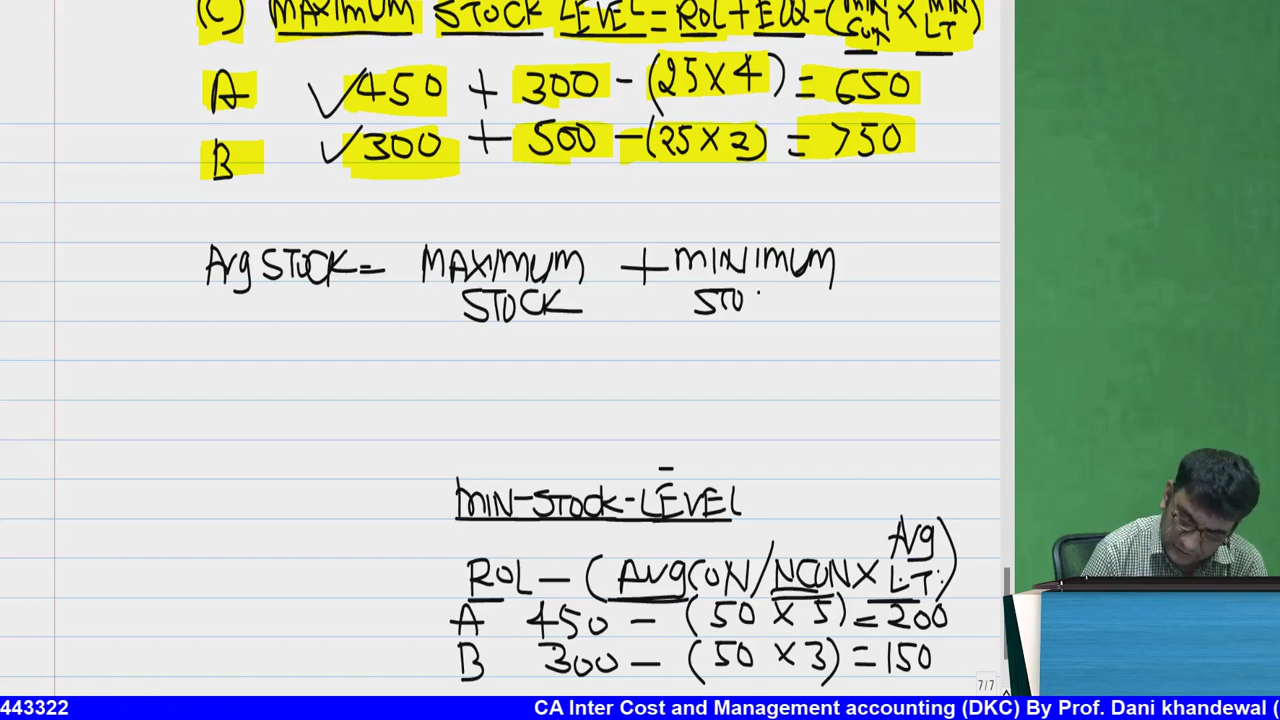 (C) MAXIMUM STOCK LEVEL = ROL + EOQ - (MIN CON X MIN LT)
A ✓450 + 300 - (25 X 4) = 650
B ✓300 + 500 - (25 X 2) = 750
Avg STOCK = MAXIMUM STOCK + MINIMUM STO
MIN-STOCK-LEVEL
ROL - (AVG CON/NCON X Avg L.T.)
A 450 - (50 X 5) = 200
B 300 - (50 X 3) = 150
7/7
443322 CA Inter Cost and Management accounting (DKC) By Prof. Dani khandewal (